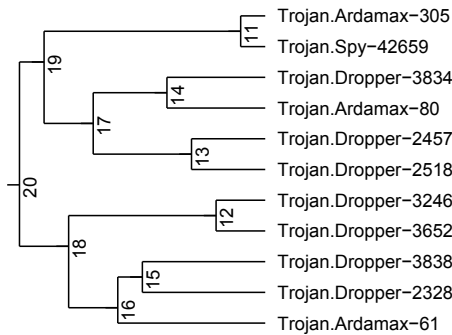 Trojan.Ardamax−305
11
Trojan.Spy−42659
19
Trojan.Dropper−3834
14
Trojan.Ardamax−80
17
Trojan.Dropper−2457
13
Trojan.Dropper−2518
20
Trojan.Dropper−3246
12
Trojan.Dropper−3652
18
Trojan.Dropper−3838
15
Trojan.Dropper−2328
16
Trojan.Ardamax−61